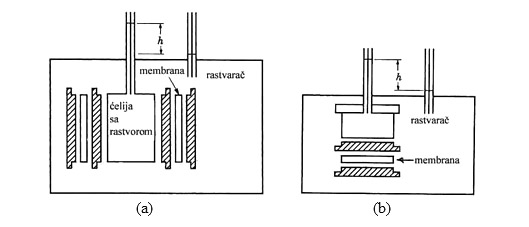 h
membrana
rastvarač
ćelija
sa
rastvorom
(a)
h
rastvarač
membrana
(b)